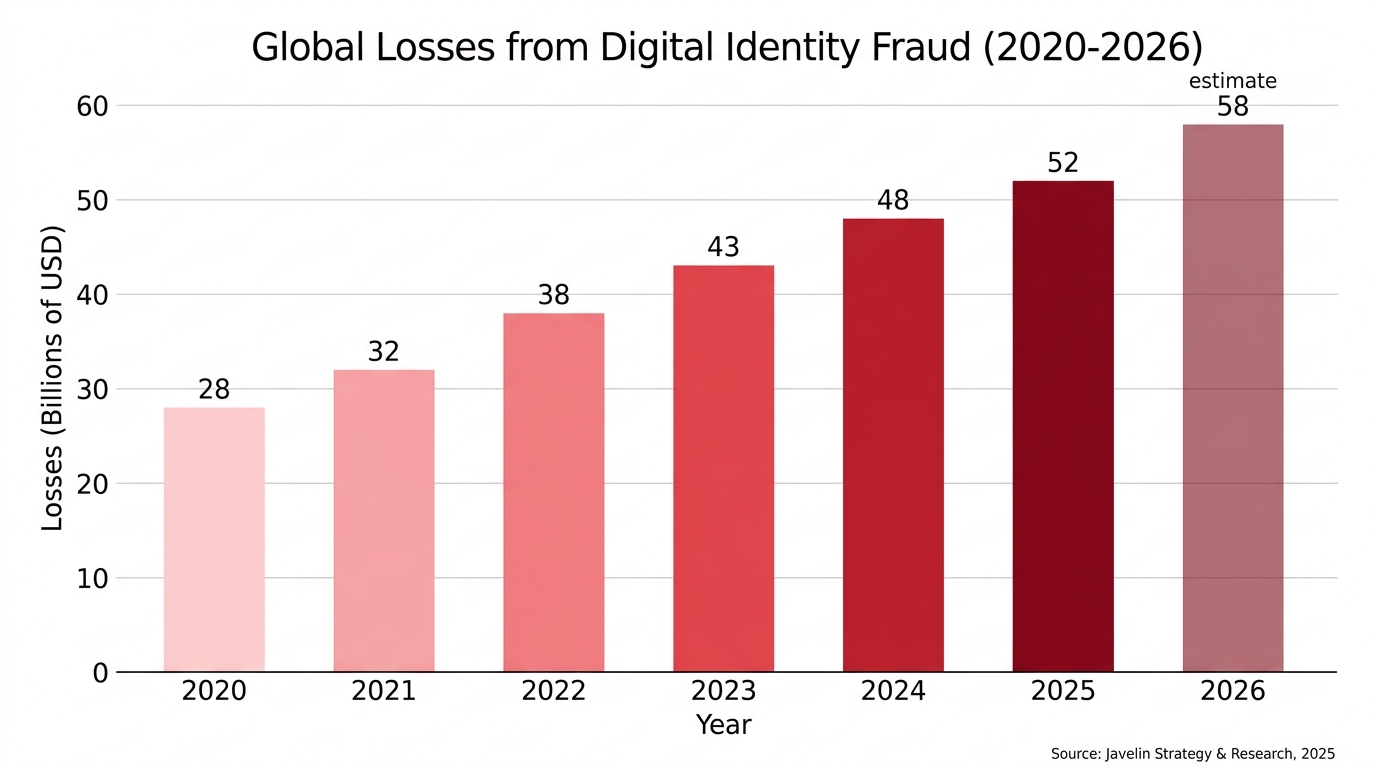 Global Losses from Digital Identity Fraud (2020-2026)
estimate
58
52
48
43
38
32
28
60
50
40
30
20
10
0
Losses (Billions of USD)
2020 2021 2022 2023 2024 2025 2026
Year
Source: Javelin Strategy & Research, 2025